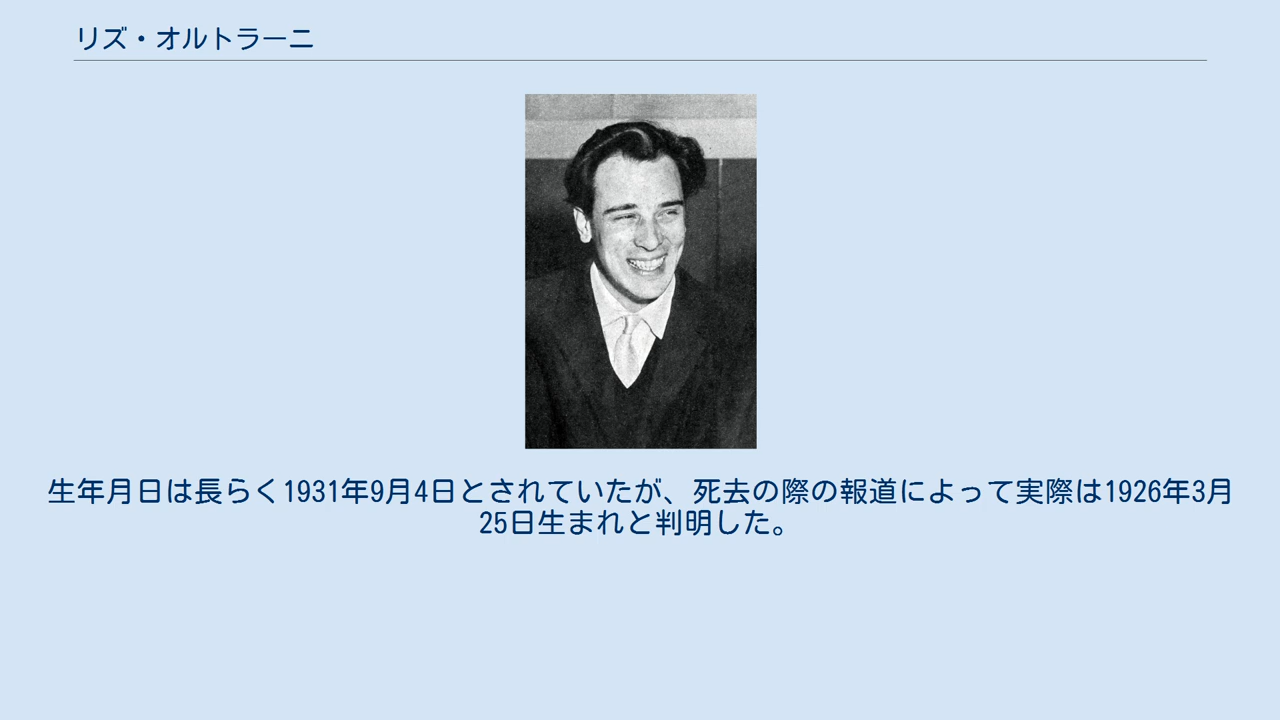 リズ・オルトラーニ
生年月日は長らく1931年9月4日とされていたが、死去の際の報道によって実際は1926年3月
25日生まれと判明した。